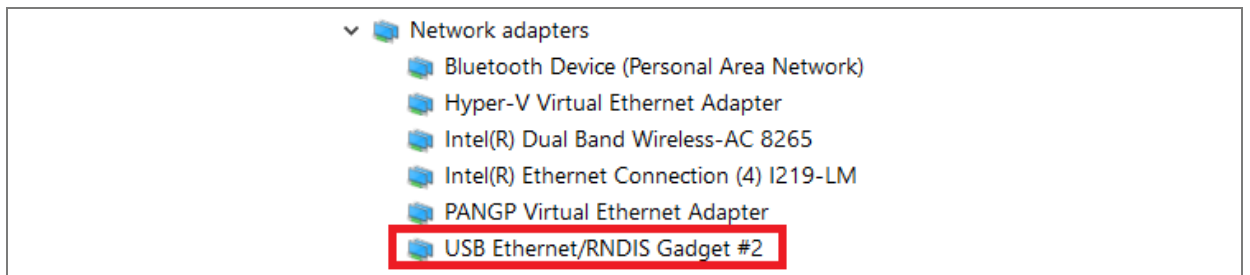 Network adapters
Bluetooth Device (Personal Area Network)
Hyper-V Virtual Ethernet Adapter
Intel(R) Dual Band Wireless-AC 8265
Intel(R) Ethernet Connection (4) I219-LM
PANGP Virtual Ethernet Adapter
USB Ethernet/RNDIS Gadget #2